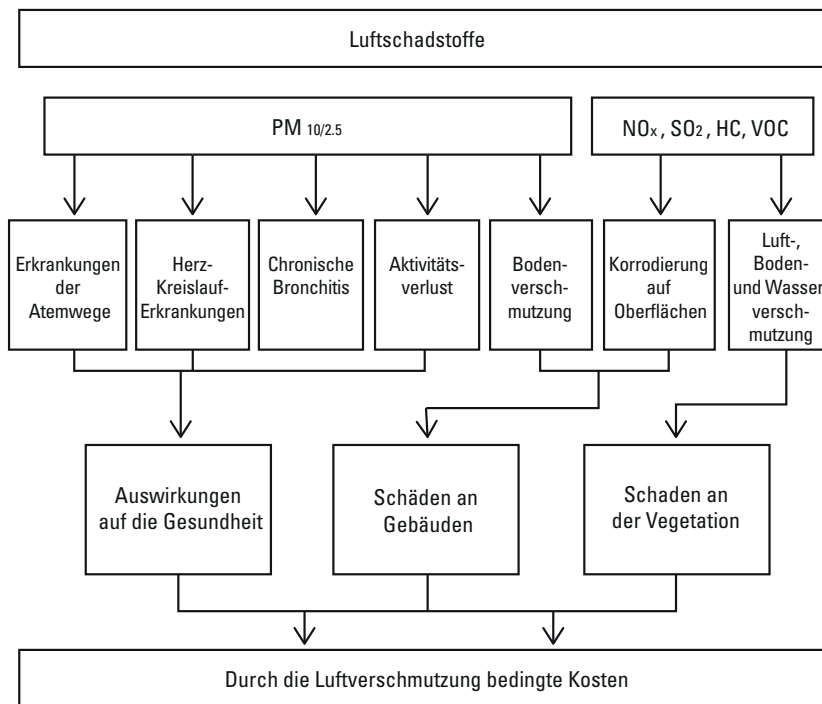 Luftschadstoffe
PM 10/2.5
NOx , SO2 , HC, VOC
Erkrankungen
der
Atemwege
Herz-
Kreislauf-
Erkrankungen
Chronische
Bronchitis
Aktivitäts-
verlust
Boden-
versch-
mutzung
Korrodierung
auf
Oberflächen
Luft-,
Boden-
und Wasser
versch-
mutzung
Auswirkungen
auf die Gesundheit
Schäden an
Gebäuden
Schaden an
der Vegetation
Durch die Luftverschmutzung bedingte Kosten